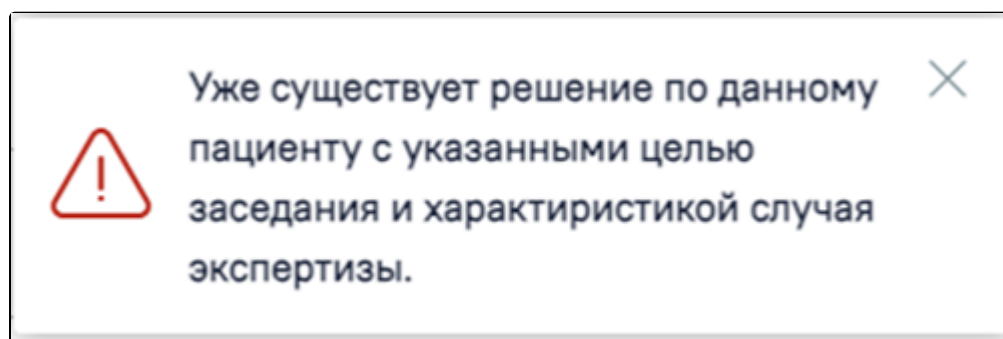 Уже существует решение по данному
пациенту с указанными целью
заседания и характиристикой случая
экспертизы.